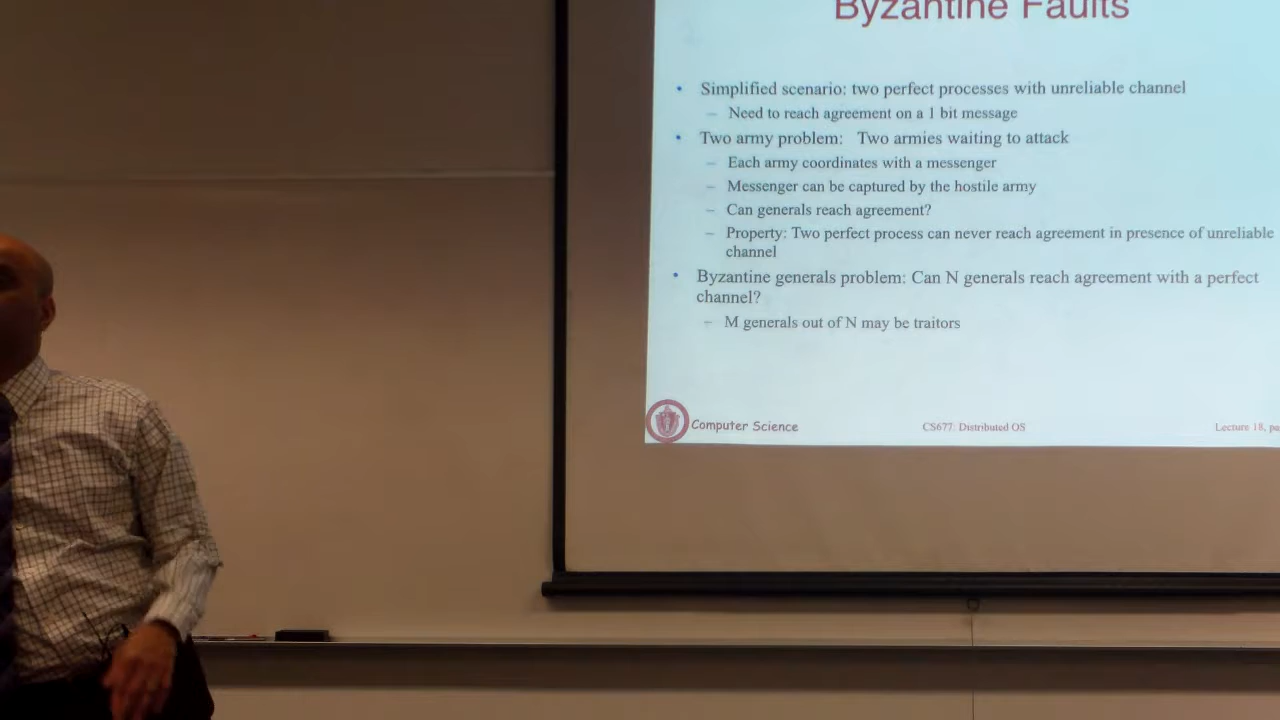 Byzantine Faults
• Simplified scenario: two perfect processes with unreliable channel
– Need to reach agreement on a 1 bit message
• Two army problem: Two armies waiting to attack
– Each army coordinates with a messenger
– Messenger can be captured by the hostile army
– Can generals reach agreement?
– Property: Two perfect process can never reach agreement in presence of unreliable
channel
• Byzantine generals problem: Can N generals reach agreement with a perfect
channel?
– M generals out of N may be traitors
Computer Science CS677: Distributed OS Lecture 18,